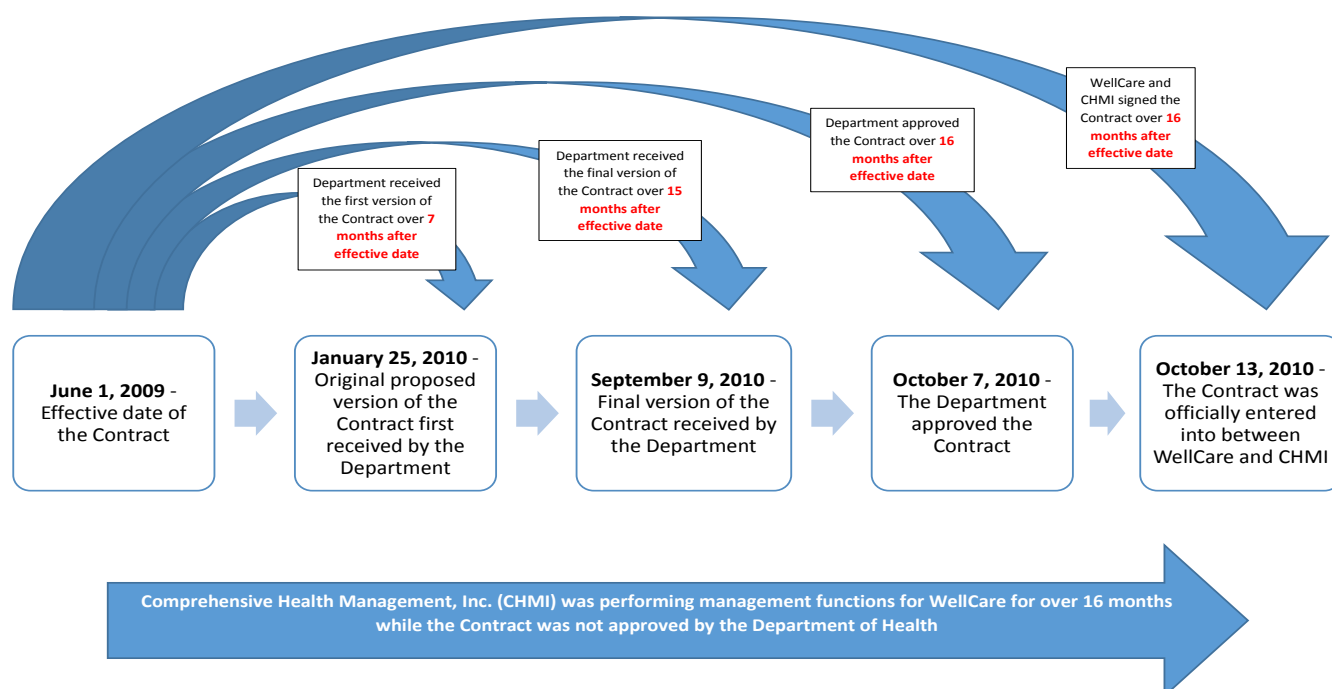 WellCare and
CHMI signed the
Contract over 16
months after
effective date
Department approved
the Contract over 16
months after
effective date
Department received
the final version of
the Contract over 15
months after
effective date
Department received
the first version of
the Contract over 7
months after
effective date
June 1, 2009 -
Effective date of
the Contract
January 25, 2010 -
Original proposed
version of the
Contract first
received by the
Department
September 9, 2010 -
Final version of the
Contract received by
the Department
October 7, 2010 -
The Department
approved the
Contract
October 13, 2010 -
The Contract was
officially entered
into between
WellCare and CHMI
Comprehensive Health Management, Inc. (CHMI) was performing management functions for WellCare for over 16 months
while the Contract was not approved by the Department of Health